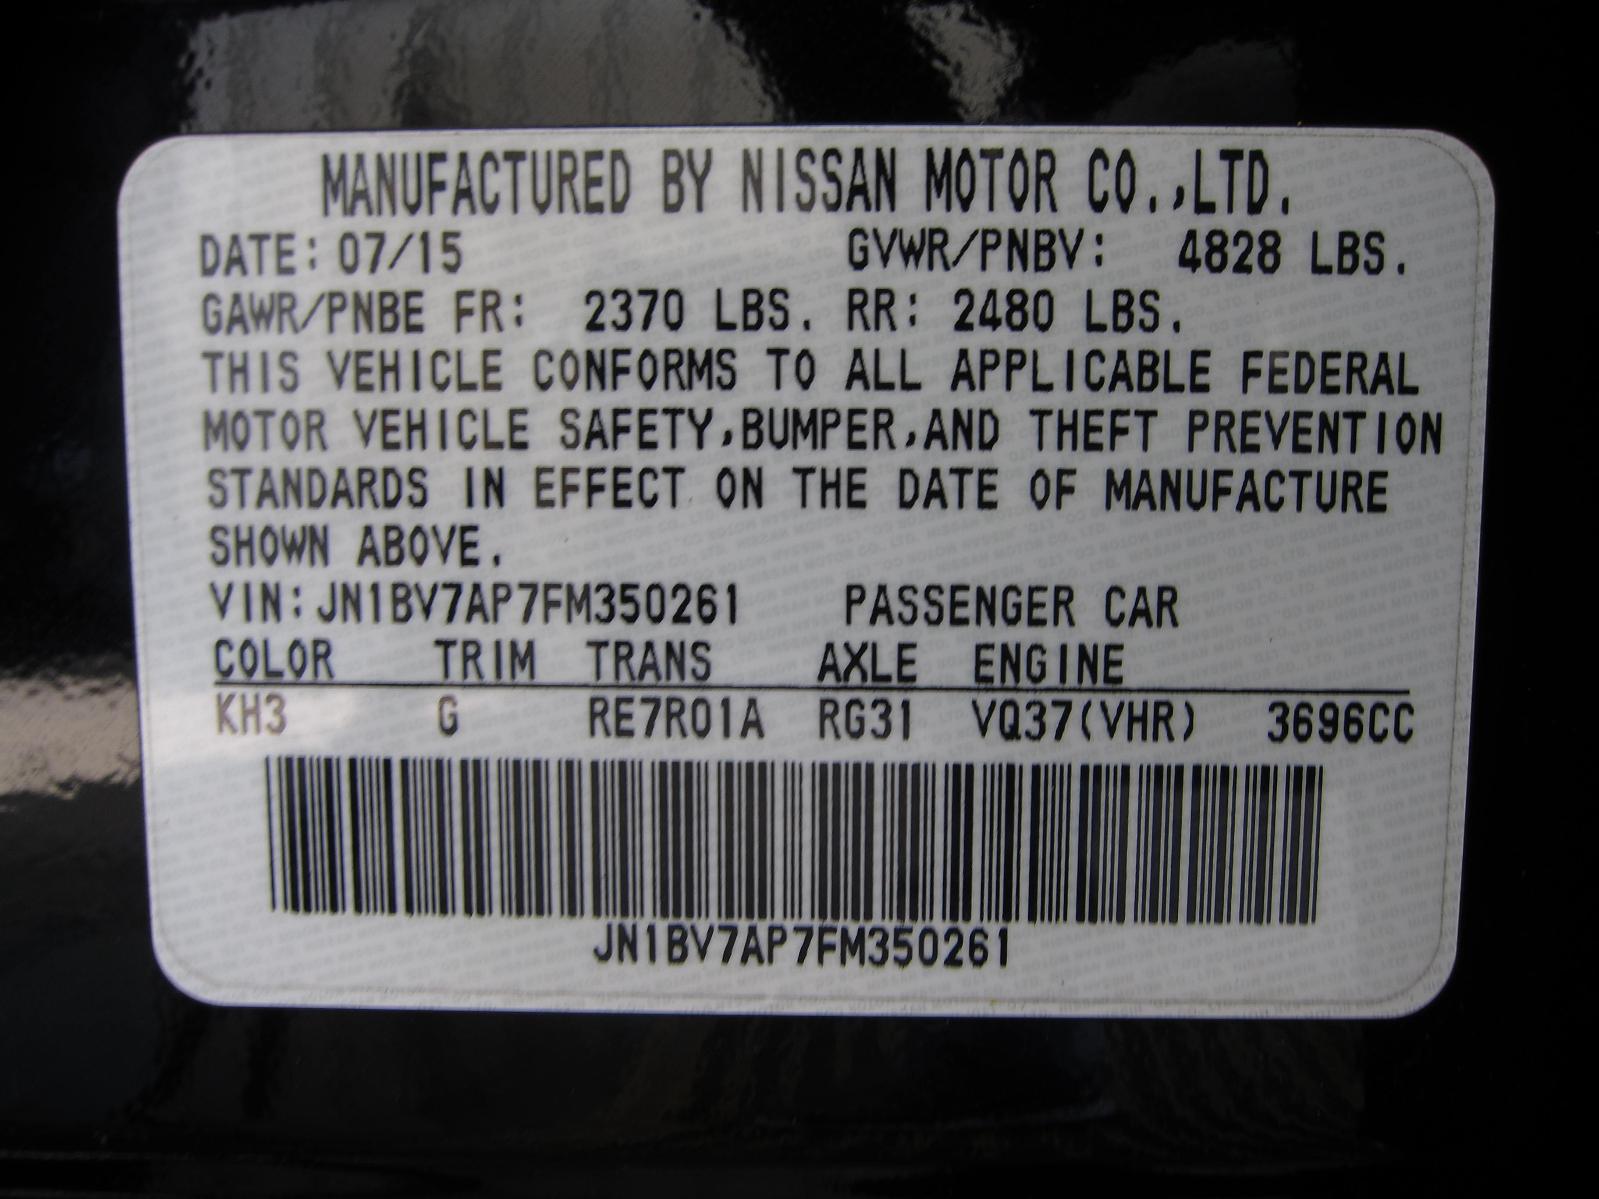 MANUFACTURED BY NISSAN MOTOR CO.,LTD.
DATE: 07/15 GVWR/PNBV: 4828 LBS.
GAWR/PNBE FR: 2370 LBS. RR: 2480 LBS.
THIS VEHICLE CONFORMS TO ALL APPLICABLE FEDERAL
MOTOR VEHICLE SAFETY,BUMPER,AND THEFT PREVENTION
STANDARDS IN EFFECT ON THE DATE OF MANUFACTURE
SHOWN ABOVE.
VIN: JN1BV7AP7FM350261 PASSENGER CAR
COLOR TRIM TRANS AXLE ENGINE
KH3 G RE7R01A RG31 VQ37(VHR) 3696CC
JN1BV7AP7FM350261